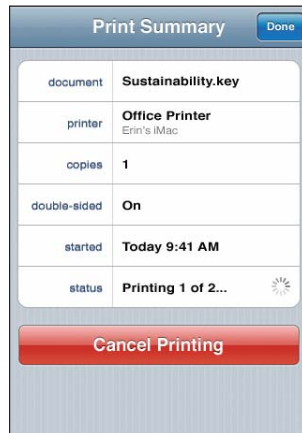 Print Summary
Done
document Sustainability.key
printer Office Printer
Erin's iMac
copies 1
double-sided On
started Today 9:41 AM
status Printing 1 of 2...
Cancel Printing